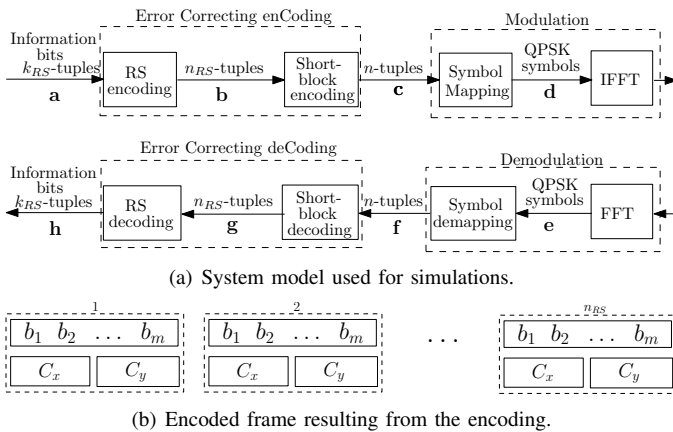 Error Correcting enCoding
Modulation
Information
bits
k_RS-tuples
a
RS
encoding
n_RS-tuples
b
Short-
block
encoding
n-tuples
c
Symbol
Mapping
QPSK
symbols
d
IFFT
Error Correcting deCoding
Demodulation
Information
bits
k_RS-tuples
h
RS
decoding
n_RS-tuples
g
Short-
block
decoding
n-tuples
f
Symbol
demapping
QPSK
symbols
e
FFT
(a) System model used for simulations.
1 2 n_RS
b_1 b_2 ... b_m b_1 b_2 ... b_m ... b_1 b_2 ... b_m
C_x C_y C_x C_y C_x C_y
(b) Encoded frame resulting from the encoding.